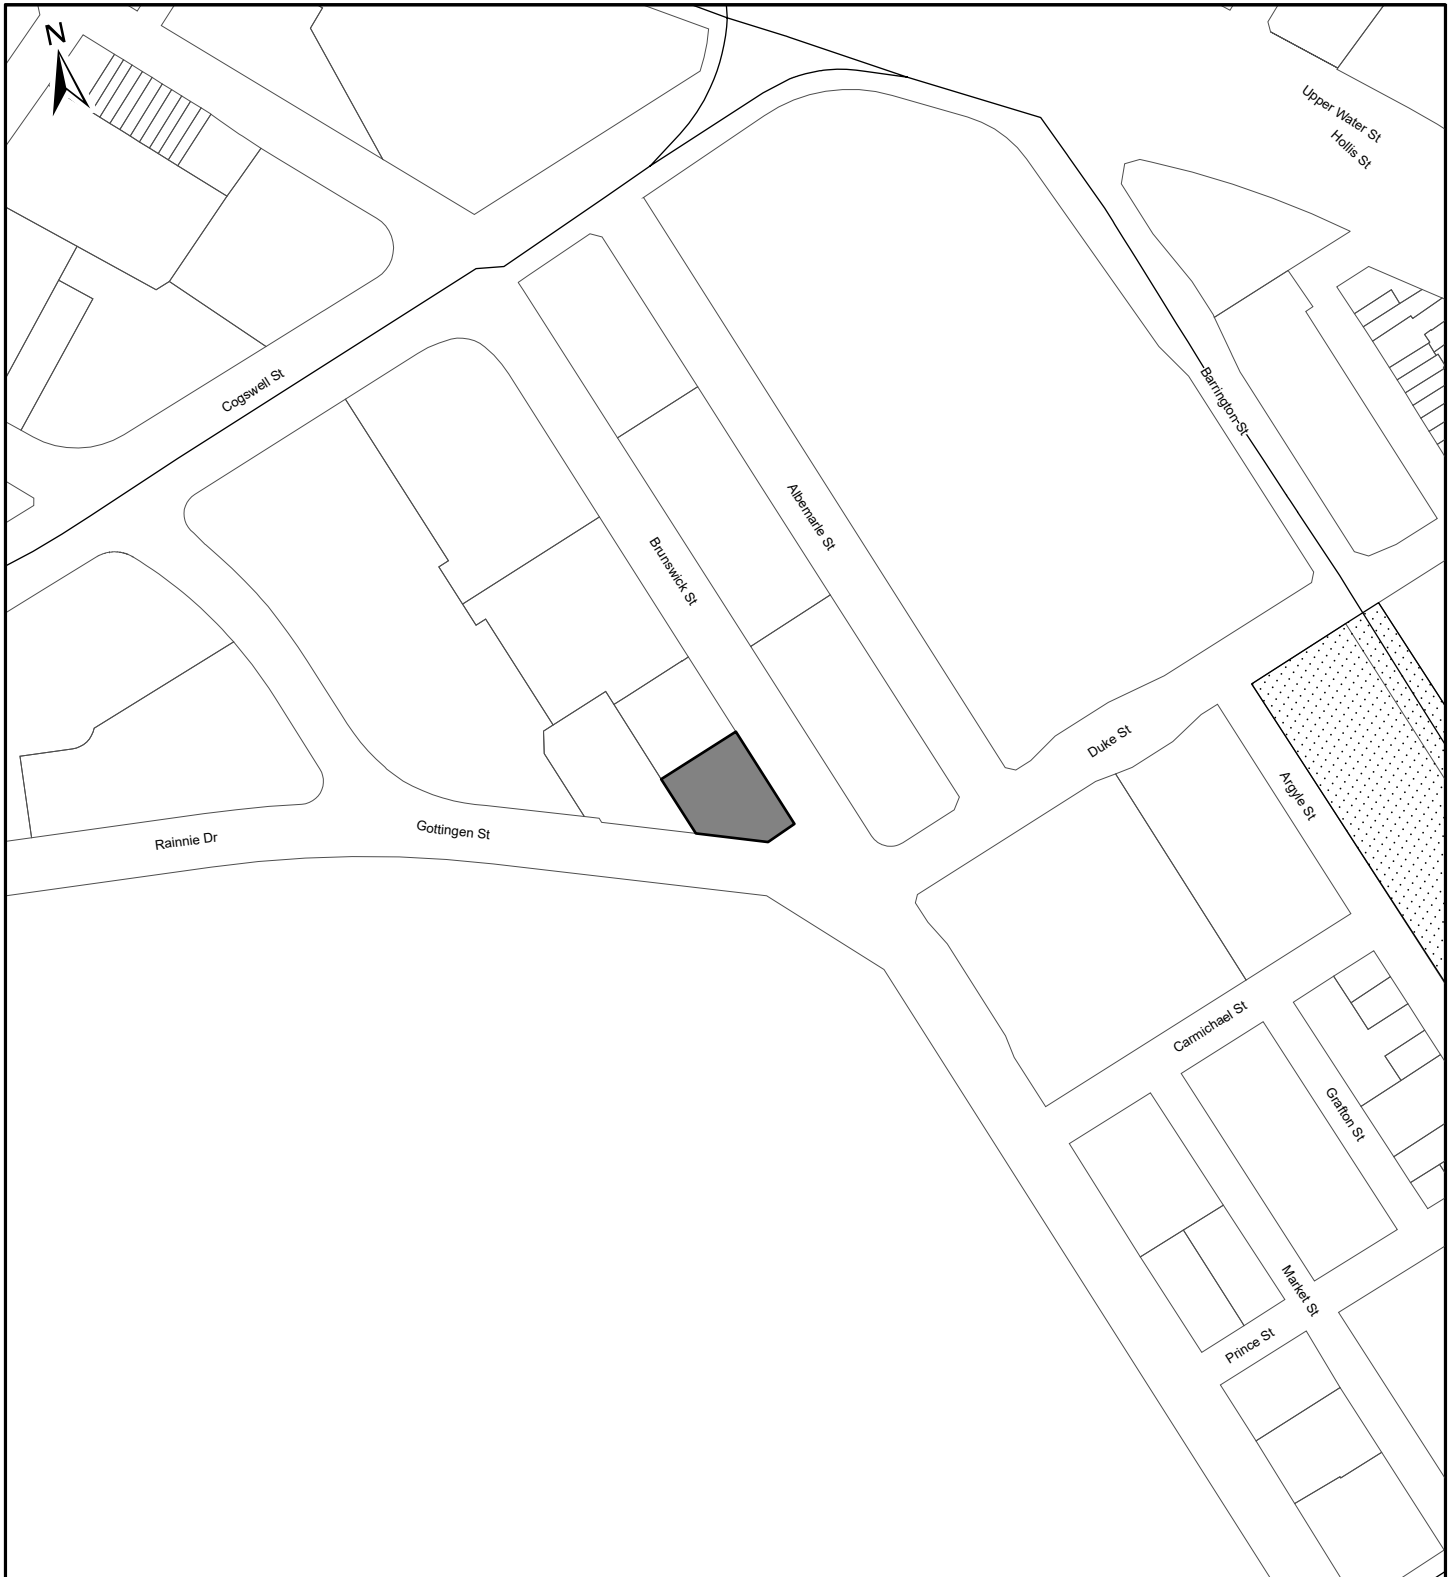 N
Upper Water St
Hollis St
Cogswell St
Barrington St
Albemarle St
Brunswick St
Duke St
Argyle St
Rainnie Dr
Gottingen St
Carmichael St
Grafton St
Market St
Prince St